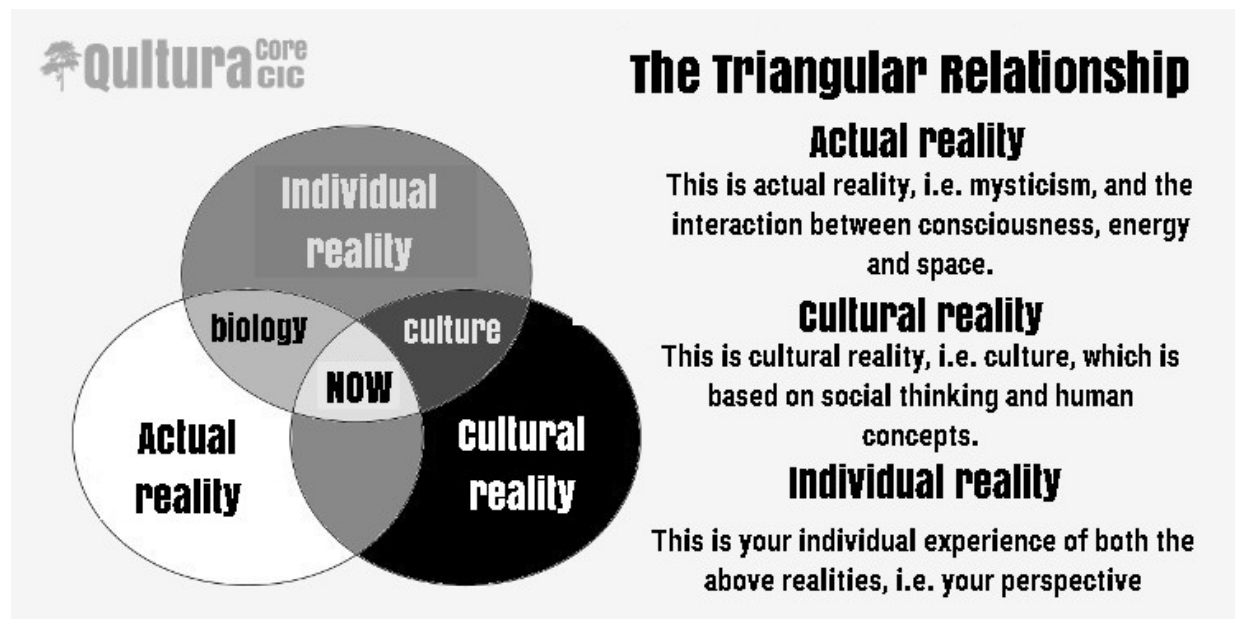 Qultura CORE CIC
The Triangular Relationship
Individual
reality
biology
culture
NOW
Actual
reality
Cultural
reality
Actual reality
This is actual reality, i.e. mysticism, and the
interaction between consciousness, energy
and space.
Cultural reality
This is cultural reality, i.e. culture, which is
based on social thinking and human
concepts.
Individual reality
This is your individual experience of both the
above realities, i.e. your perspective